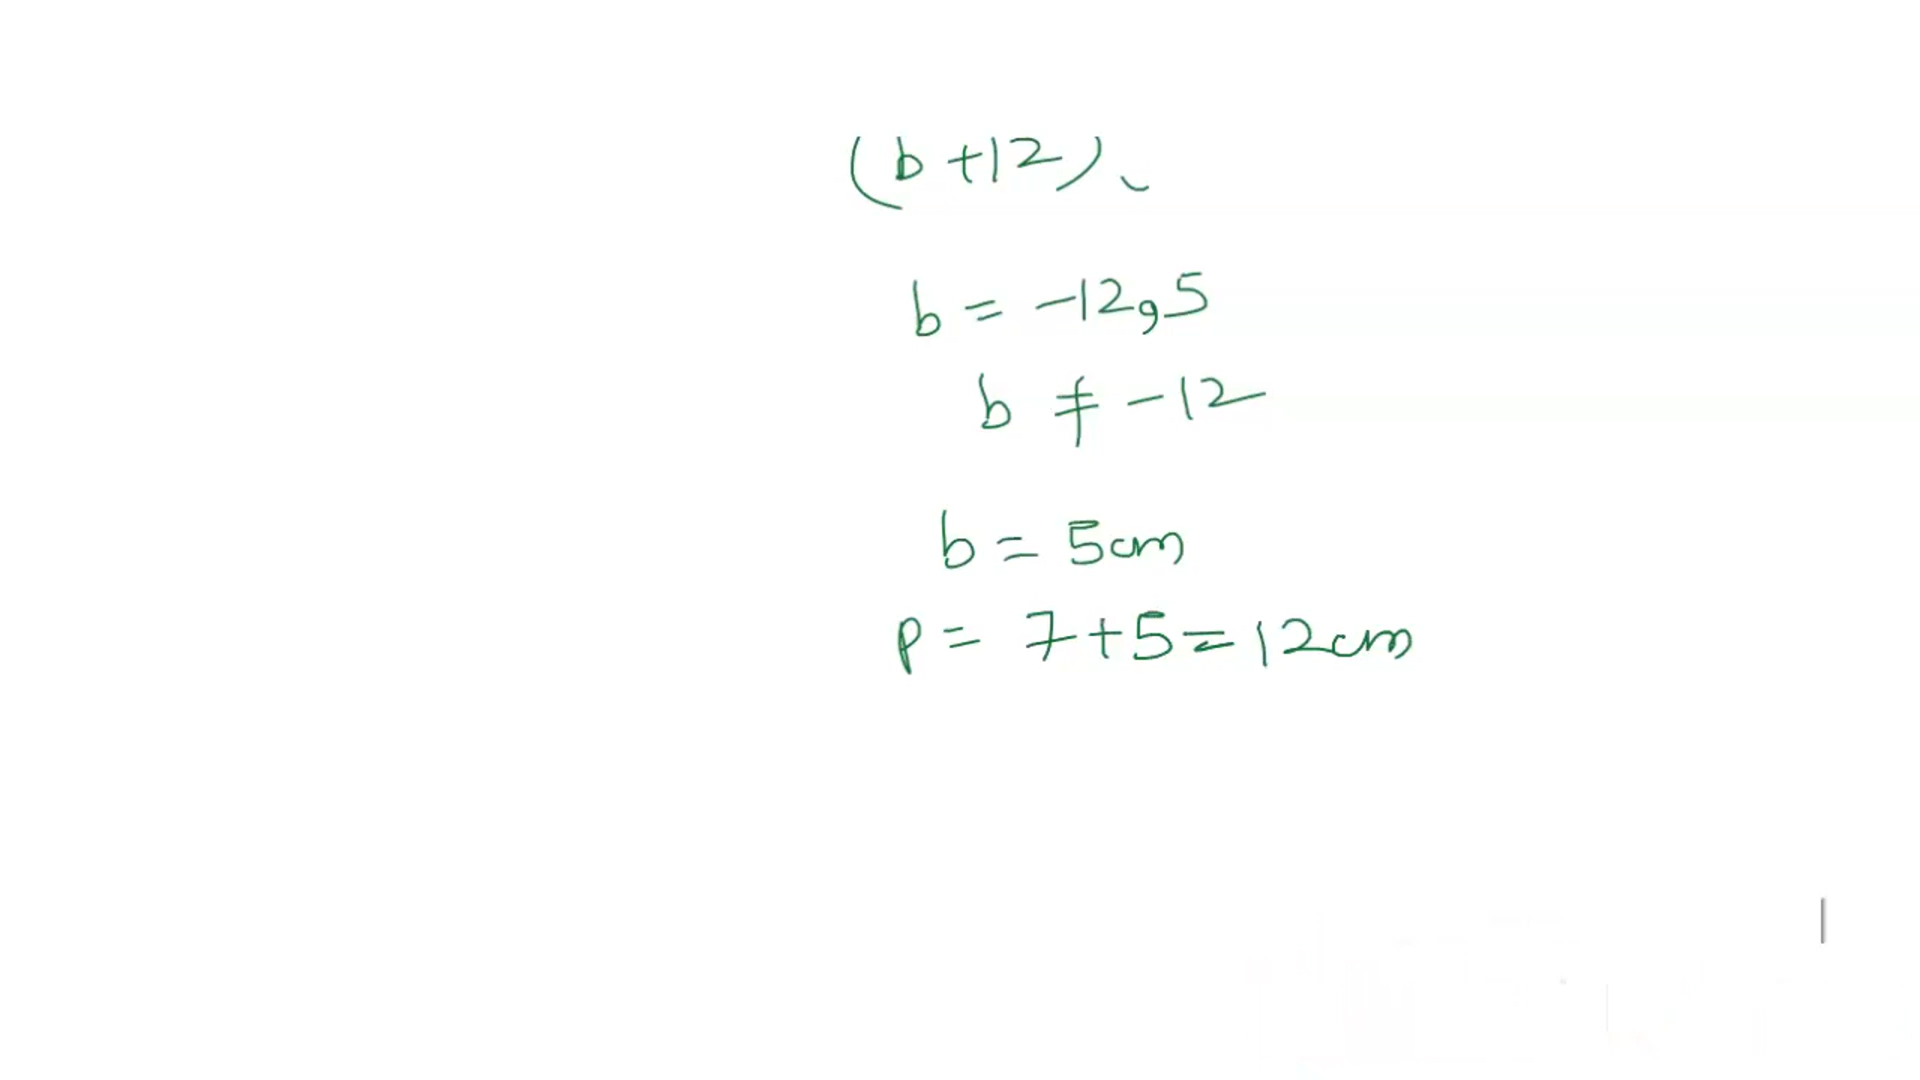 (b+12)
b = -12,5
b ≠ -12
b = 5cm
p = 7+5=12cm